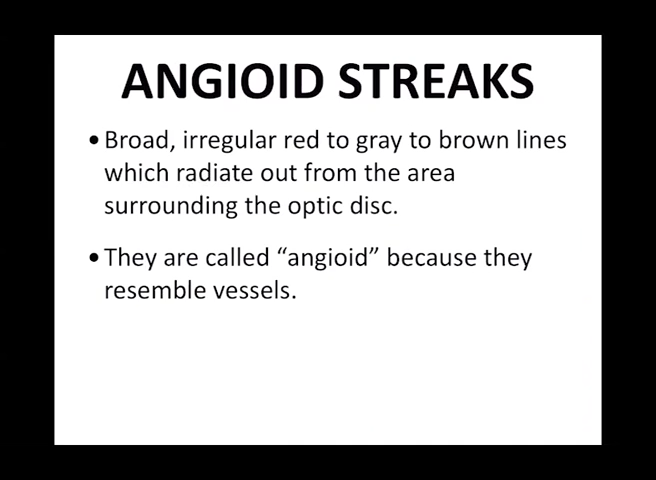 ANGIOID STREAKS
•Broad, irregular red to gray to brown lines
which radiate out from the area
surrounding the optic disc.
•They are called “angioid” because they
resemble vessels.